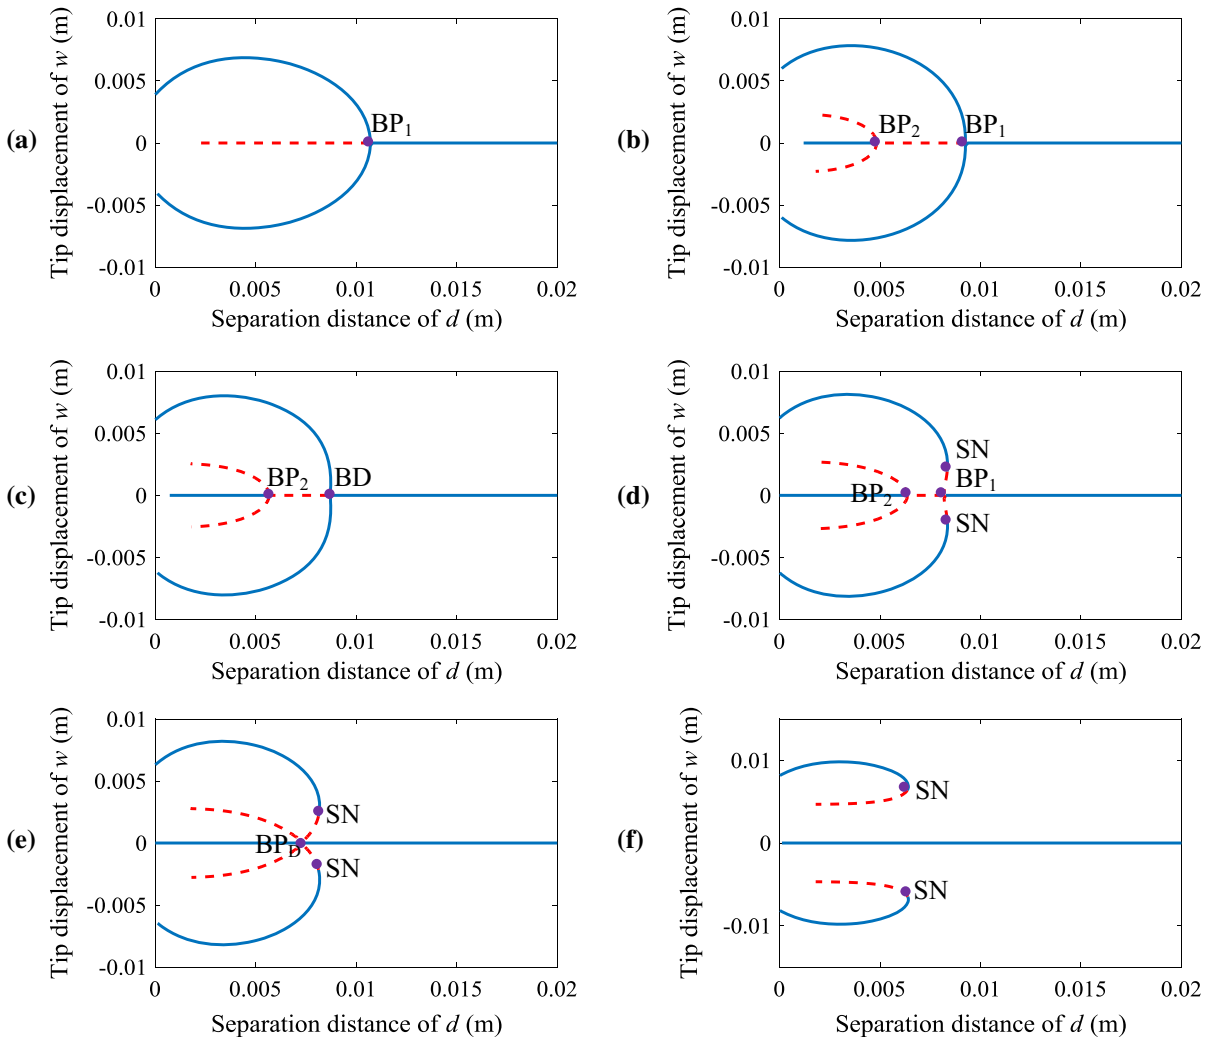 (a)
Tip displacement of w (m)
0.01
0.005
0
-0.005
-0.01
BP1
0 0.005 0.01 0.015 0.02
Separation distance of d (m)
(b)
Tip displacement of w (m)
0.01
0.005
0
-0.005
-0.01
BP2 BP1
0 0.005 0.01 0.015 0.02
Separation distance of d (m)
(c)
Tip displacement of w (m)
0.01
0.005
0
-0.005
-0.01
BP2 BD
0 0.005 0.01 0.015 0.02
Separation distance of d (m)
(d)
Tip displacement of w (m)
0.01
0.005
0
-0.005
-0.01
SN
BP1
BP2
SN
0 0.005 0.01 0.015 0.02
Separation distance of d (m)
(e)
Tip displacement of w (m)
0.01
0.005
0
-0.005
-0.01
SN
BPD
SN
0 0.005 0.01 0.015 0.02
Separation distance of d (m)
(f)
Tip displacement of w (m)
0.01
0
-0.01
SN
SN
0 0.005 0.01 0.015 0.02
Separation distance of d (m)